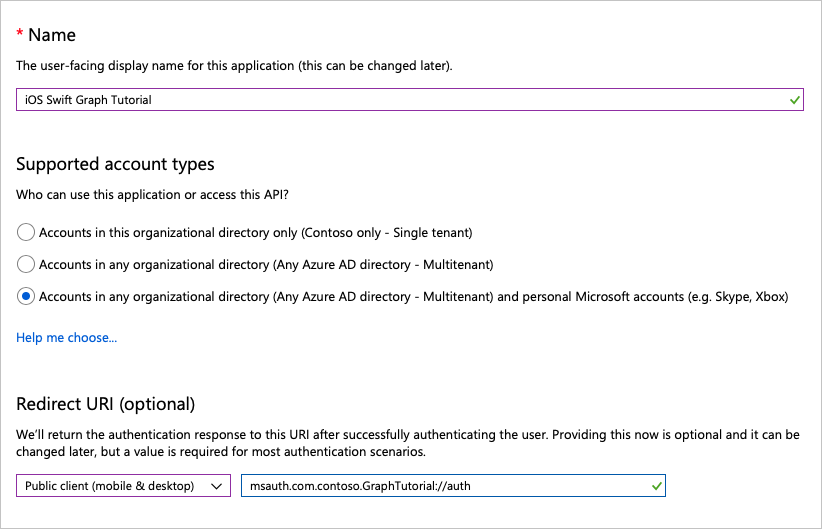 * Name
The user-facing display name for this application (this can be changed later).
iOS Swift Graph Tutorial
Supported account types
Who can use this application or access this API?
Accounts in this organizational directory only (Contoso only - Single tenant)
Accounts in any organizational directory (Any Azure AD directory - Multitenant)
Accounts in any organizational directory (Any Azure AD directory - Multitenant) and personal Microsoft accounts (e.g. Skype, Xbox)
Help me choose...
Redirect URI (optional)
We'll return the authentication response to this URI after successfully authenticating the user. Providing this now is optional and it can be
changed later, but a value is required for most authentication scenarios.
Public client (mobile & desktop) msauth.com.contoso.GraphTutorial://auth